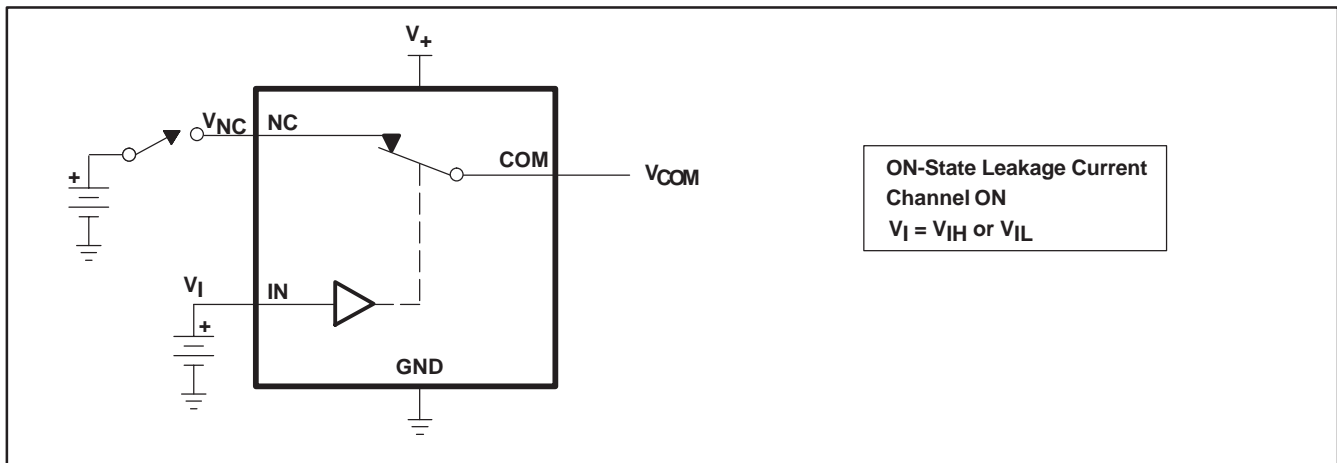 V+
VNC NC
COM
VCOM
+
VI IN
+
GND
ON-State Leakage Current
Channel ON
VI = VIH or VIL